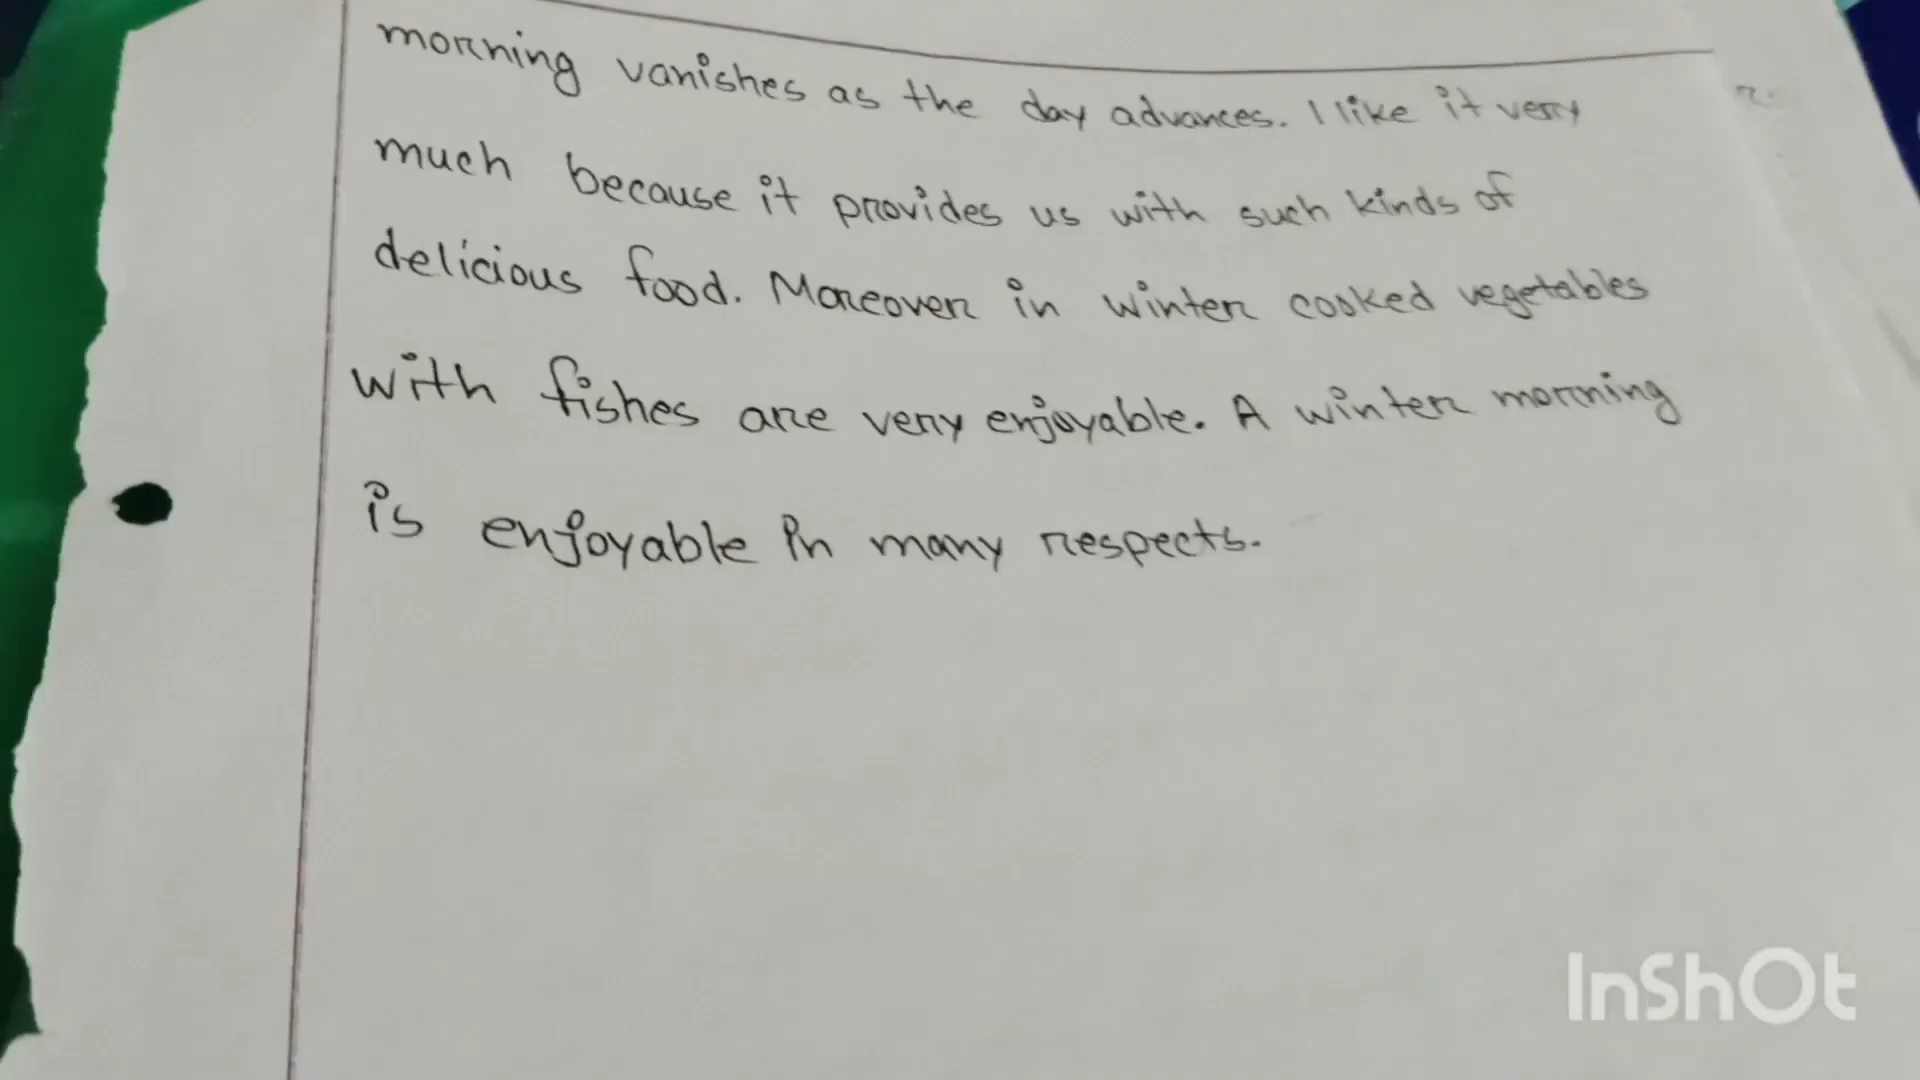 morning vanishes as the day advances. I like it very
much because it provides us with such kinds of
delicious food. Moreover in winter cooked vegetables
with fishes are very enjoyable. A winter morning
is enjoyable in many respects.
InShOt